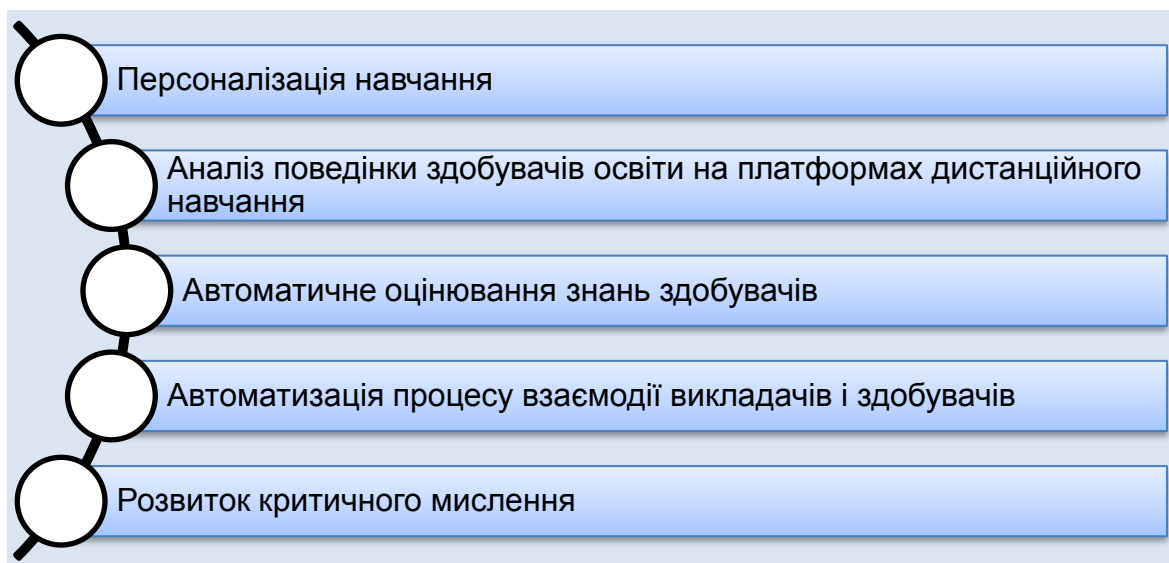 Персоналізація навчання
Аналіз поведінки здобувачів освіти на платформах дистанційного
навчання
Автоматичне оцінювання знань здобувачів
Автоматизація процесу взаємодії викладачів і здобувачів
Розвиток критичного мислення